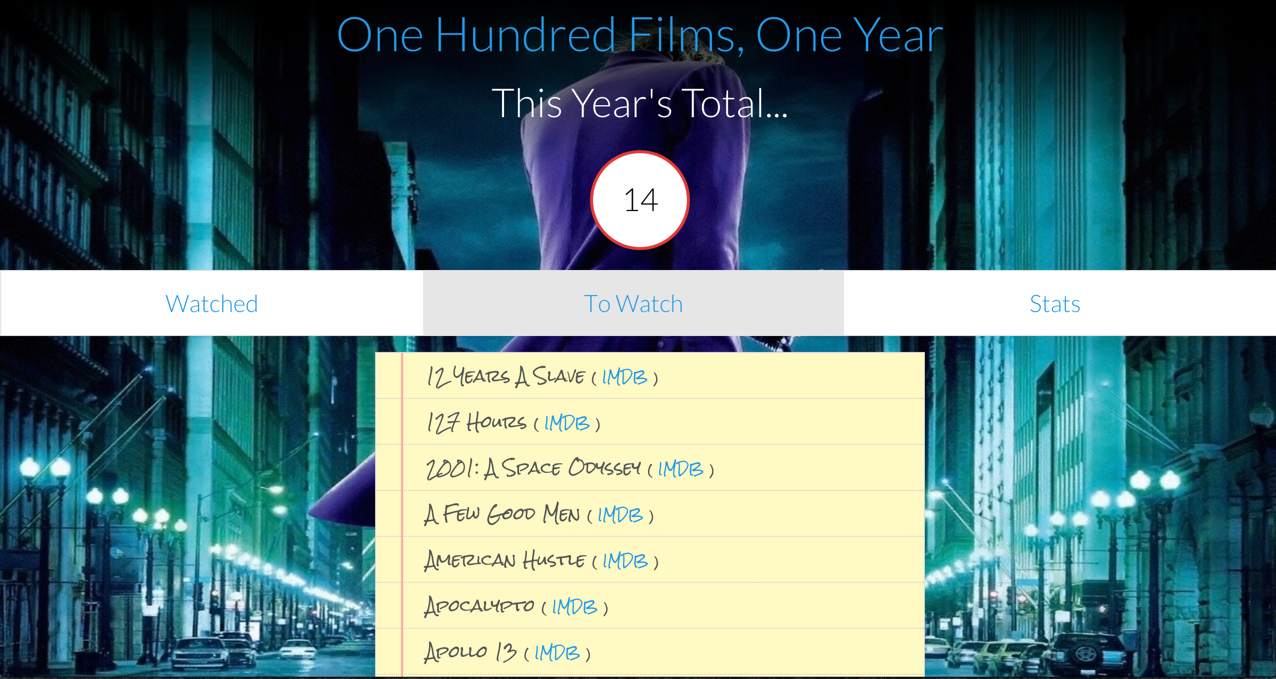 One Hundred Films, One Year
This Year's Total...
14
Watched To Watch Stats
12 Years A Slave ( IMDB )
127 Hours ( IMDB )
2001: A Space Odyssey ( IMDB )
A Few Good Men ( IMDB )
American Hustle ( IMDB )
Apocalypto ( IMDB )
Apollo 13 ( IMDB )